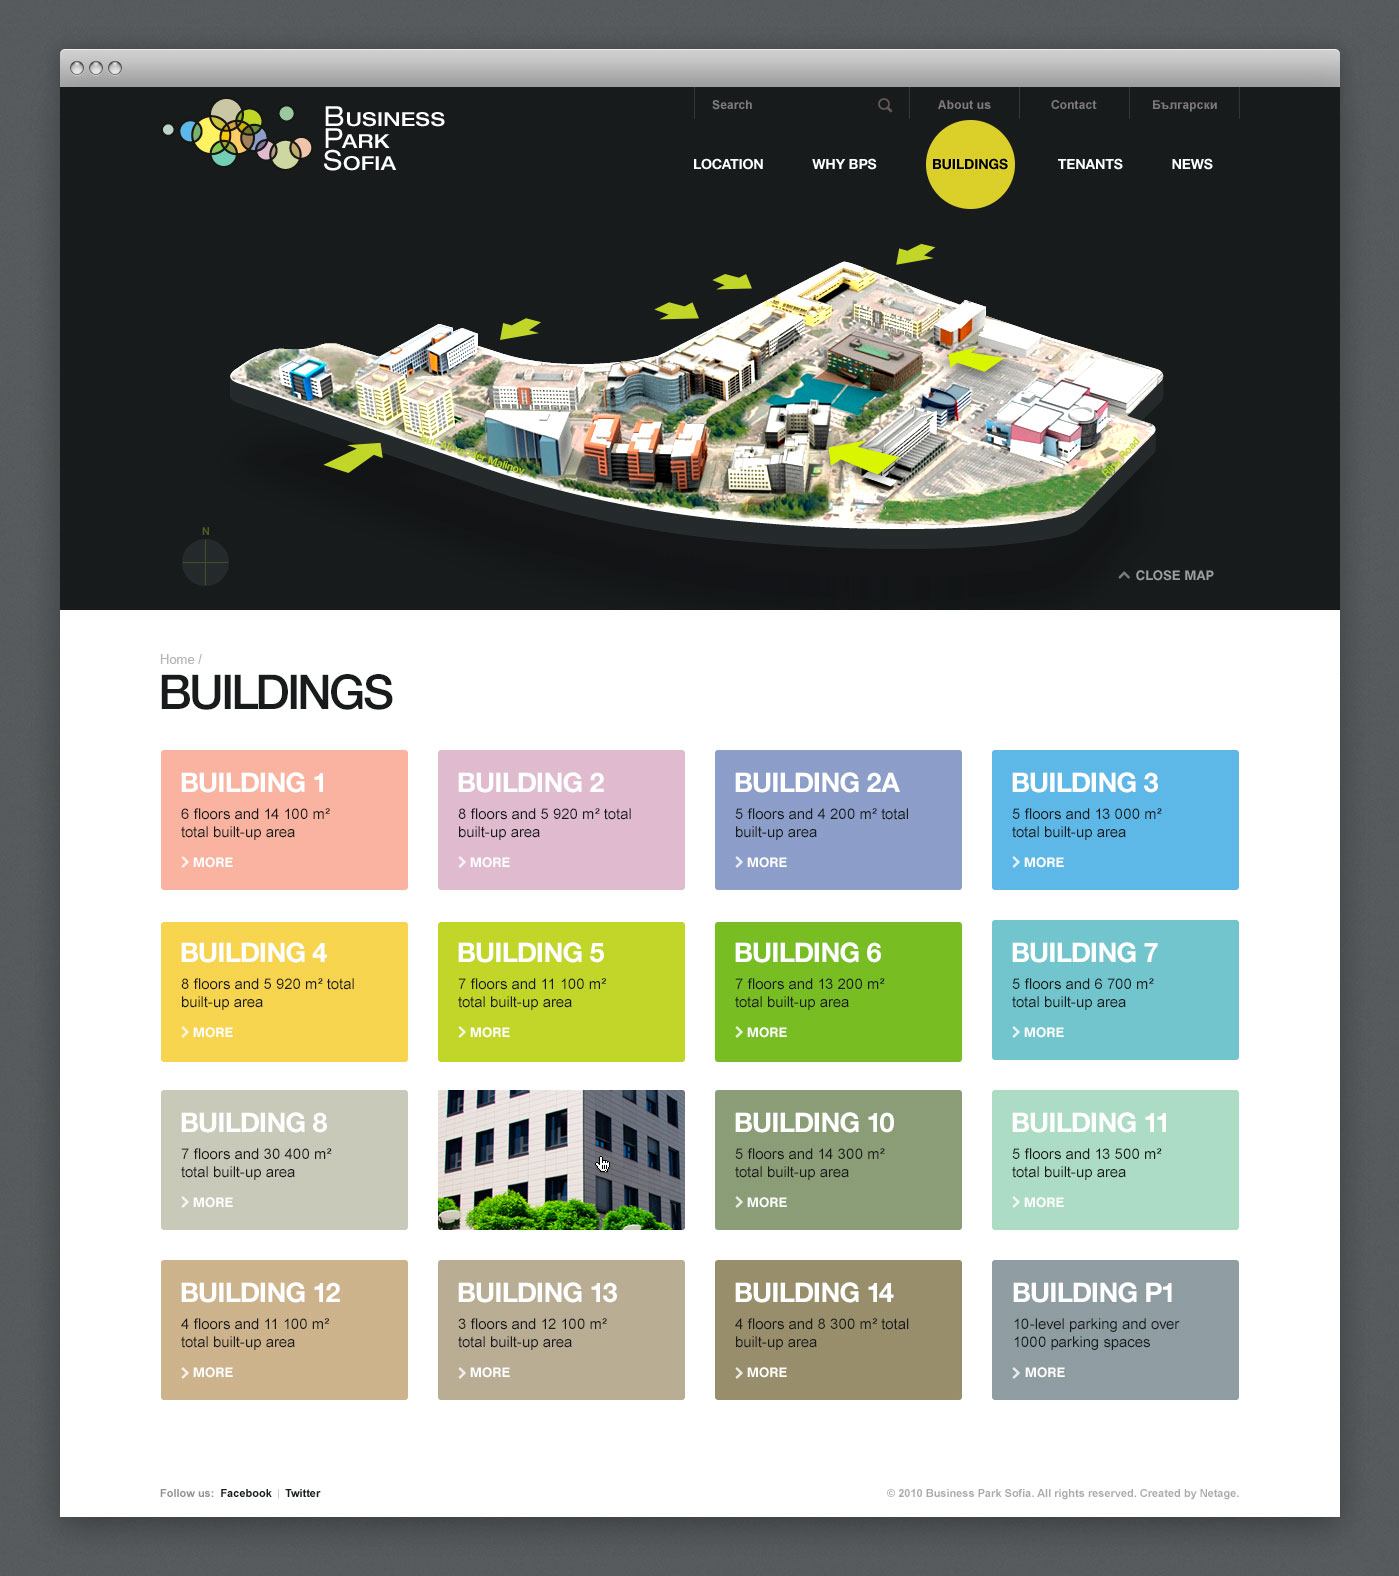 BUSINESS
PARK
SOFIA
Search
About us
Contact
Български
LOCATION
WHY BPS
BUILDINGS
TENANTS
NEWS
Bul. Alexander Malinov
Ring Road
N
CLOSE MAP
Home /
BUILDINGS
BUILDING 1
6 floors and 14 100 m²
total built-up area
MORE
BUILDING 2
8 floors and 5 920 m² total
built-up area
MORE
BUILDING 2A
5 floors and 4 200 m² total
built-up area
MORE
BUILDING 3
5 floors and 13 000 m²
total built-up area
MORE
BUILDING 4
8 floors and 5 920 m² total
built-up area
MORE
BUILDING 5
7 floors and 11 100 m²
total built-up area
MORE
BUILDING 6
7 floors and 13 200 m²
total built-up area
MORE
BUILDING 7
5 floors and 6 700 m²
total built-up area
MORE
BUILDING 8
7 floors and 30 400 m²
total built-up area
MORE
BUILDING 10
5 floors and 14 300 m²
total built-up area
MORE
BUILDING 11
5 floors and 13 500 m²
total built-up area
MORE
BUILDING 12
4 floors and 11 100 m²
total built-up area
MORE
BUILDING 13
3 floors and 12 100 m²
total built-up area
MORE
BUILDING 14
4 floors and 8 300 m² total
built-up area
MORE
BUILDING P1
10-level parking and over
1000 parking spaces
MORE
Follow us: Facebook | Twitter
© 2010 Business Park Sofia. All rights reserved. Created by Netage.